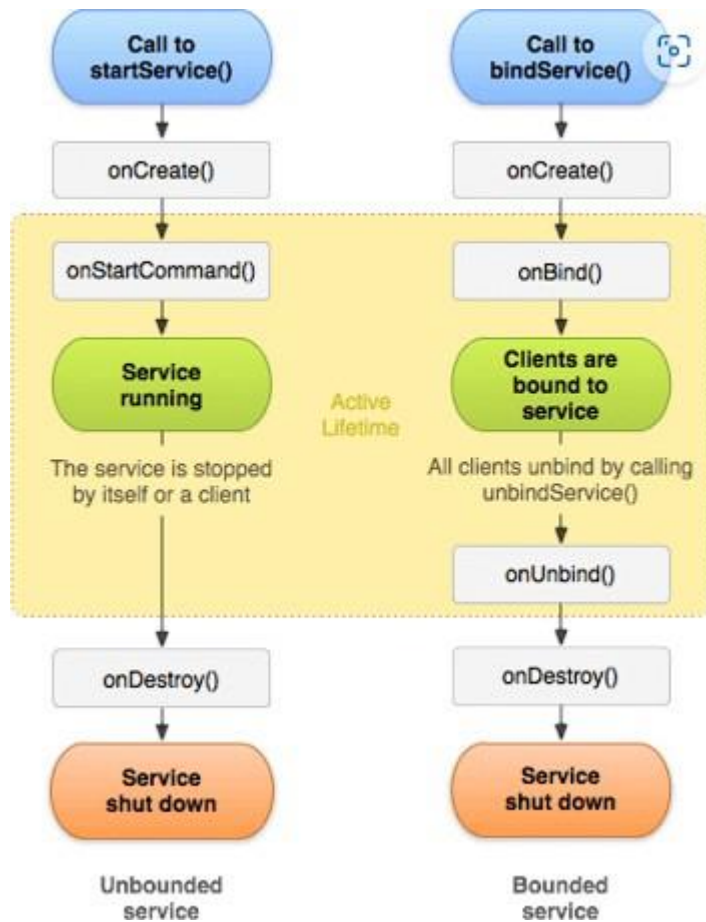 Call to
startService()
onCreate()
onStartCommand()
Service
running
The service is stopped
by itself or a client
onDestroy()
Service
shut down
Unbounded
service
Active
Lifetime
Call to
bindService()
onCreate()
onBind()
Clients are
bound to
service
All clients unbind by calling
unbindService()
onUnbind()
onDestroy()
Service
shut down
Bounded
service